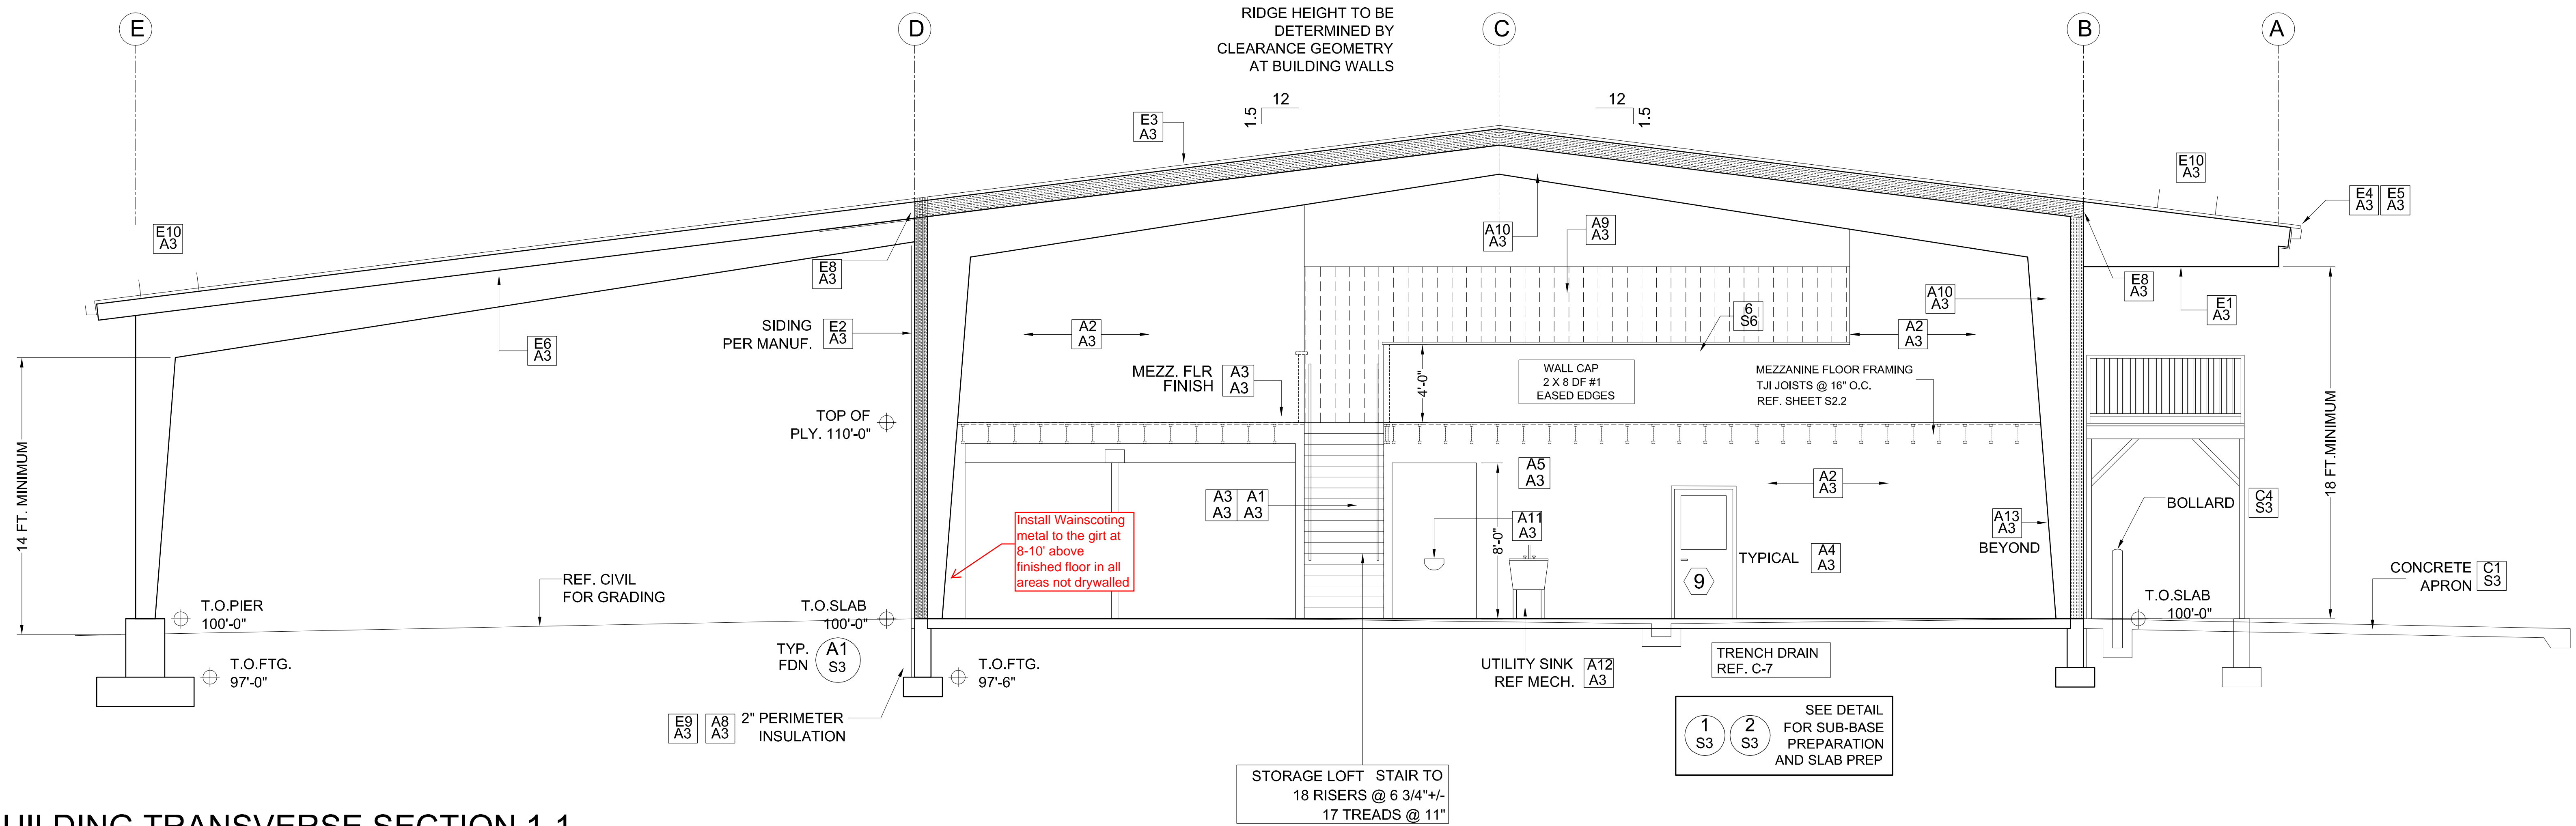 E
D
C
B
A
RIDGE HEIGHT TO BE
DETERMINED BY
CLEARANCE GEOMETRY
AT BUILDING WALLS
12
1.5
12
1.5
E3
A3
E10
A3
E4
A3
E5
A3
E10
A3
E8
A3
A10
A3
A9
A3
E8
A3
E1
A3
A10
A3
SIDING
PER MANUF.
E2
A3
E6
A3
A2
A3
6
S6
A2
A3
MEZZ. FLR
FINISH
A3
A3
4'-0"
WALL CAP
2 X 8 DF #1
EASED EDGES
MEZZANINE FLOOR FRAMING
TJI JOISTS @ 16" O.C.
REF. SHEET S2.2
TOP OF
PLY. 110'-0"
14 FT. MINIMUM
18 FT.MINIMUM
A5
A3
A2
A3
A3
A3
A1
A3
Install Wainscoting
metal to the girt at
8-10' above
finished floor in all
areas not drywalled
A11
A3
8'-0"
9
TYPICAL
A4
A3
A13
A3
BEYOND
BOLLARD
C4
S3
CONCRETE
APRON
C1
S3
REF. CIVIL
FOR GRADING
T.O.PIER
100'-0"
T.O.SLAB
100'-0"
T.O.SLAB
100'-0"
TYP.
FDN
A1
S3
T.O.FTG.
97'-0"
T.O.FTG.
97'-6"
UTILITY SINK
REF MECH.
A12
A3
TRENCH DRAIN
REF. C-7
E9
A3
A8
A3
2" PERIMETER
INSULATION
1
S3
2
S3
SEE DETAIL
FOR SUB-BASE
PREPARATION
AND SLAB PREP
STORAGE LOFT STAIR TO
18 RISERS @ 6 3/4"+/-
17 TREADS @ 11"
UILDING TRANSVERSE SECTION 1-1